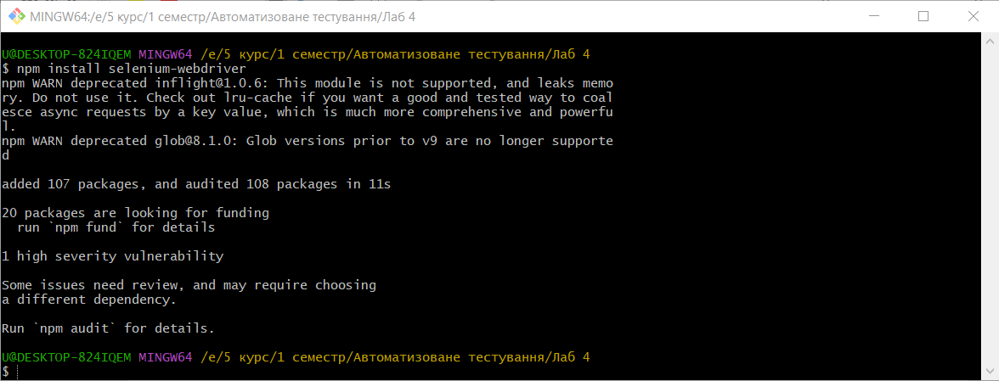 MINGW64:/e/5 курс/1 семестр/Автоматизоване тестування/Лаб 4
U@DESKTOP-824IQEM MINGW64 /e/5 курс/1 семестр/Автоматизоване тестування/Лаб 4
$ npm install selenium-webdriver
npm WARN deprecated inflight@1.0.6: This module is not supported, and leaks memo
ry. Do not use it. Check out lru-cache if you want a good and tested way to coal
esce async requests by a key value, which is much more comprehensive and powerfu
l.
npm WARN deprecated glob@8.1.0: Glob versions prior to v9 are no longer supporte
d
added 107 packages, and audited 108 packages in 11s
20 packages are looking for funding
  run `npm fund` for details
1 high severity vulnerability
Some issues need review, and may require choosing
a different dependency.
Run `npm audit` for details.
U@DESKTOP-824IQEM MINGW64 /e/5 курс/1 семестр/Автоматизоване тестування/Лаб 4
$